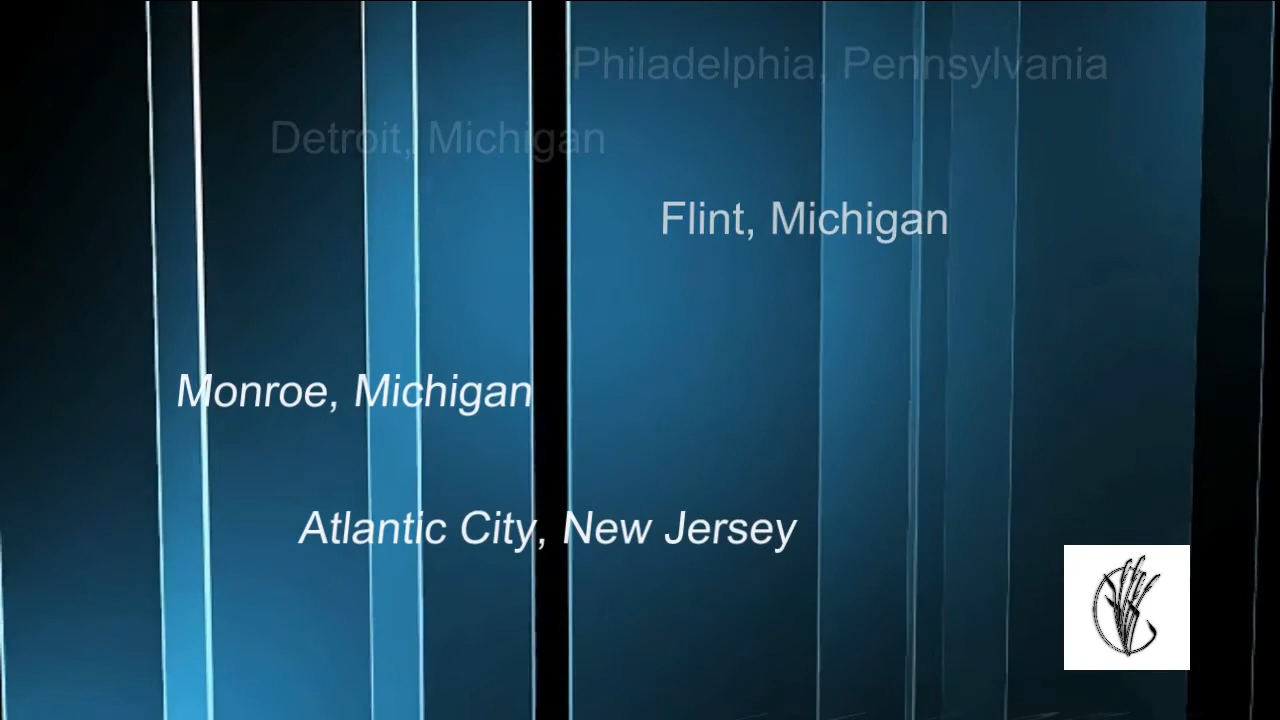 Philadelphia, Pennsylvania
Detroit, Michigan
Flint, Michigan
Monroe, Michigan
Atlantic City, New Jersey